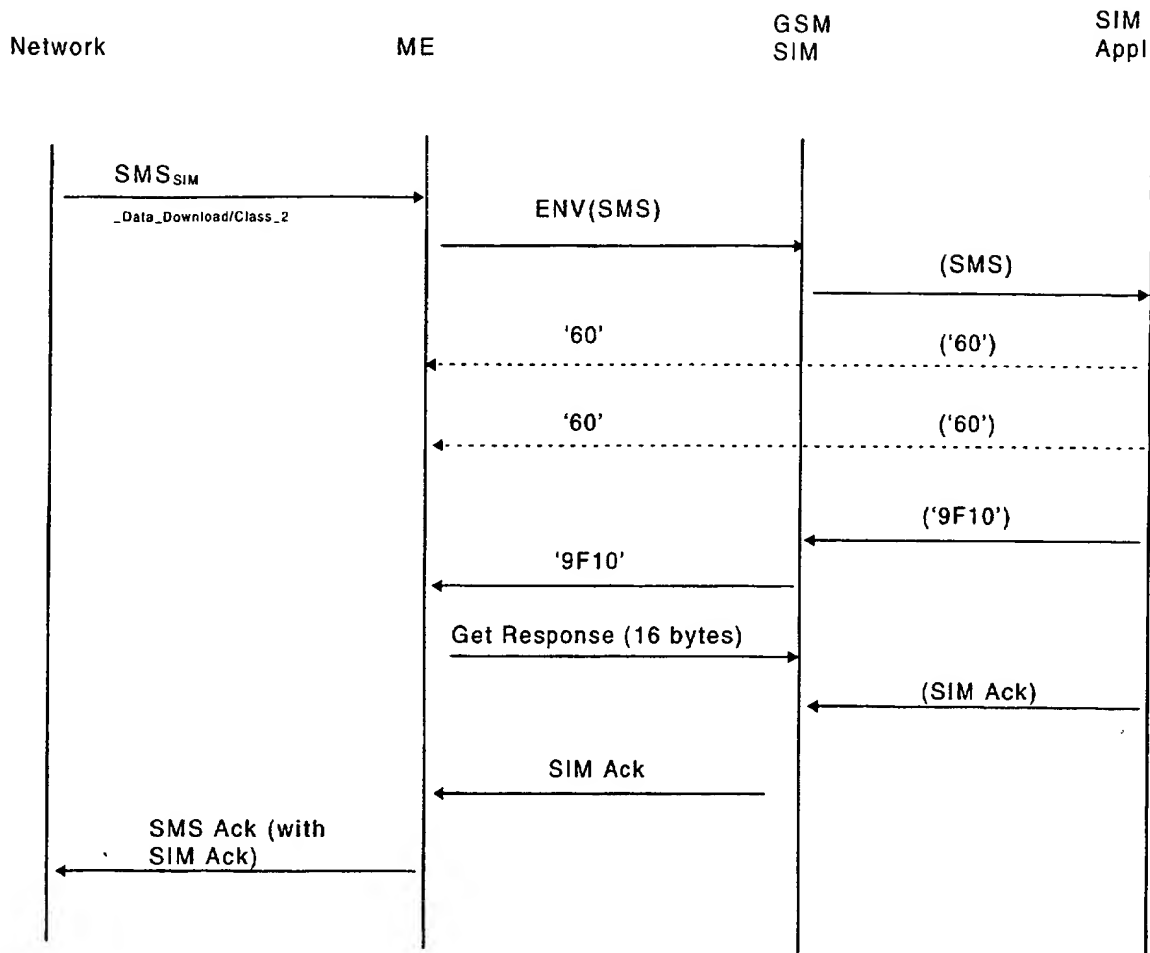 Network
ME
GSM
SIM
SIM
Appl
SMSSIM
_Data_Download/Class_2
ENV(SMS)
(SMS)
‘60’
(‘60’)
‘60’
(‘60’)
(‘9F10’)
‘9F10’
Get Response (16 bytes)
(SIM Ack)
SIM Ack
SMS Ack (with
SIM Ack)